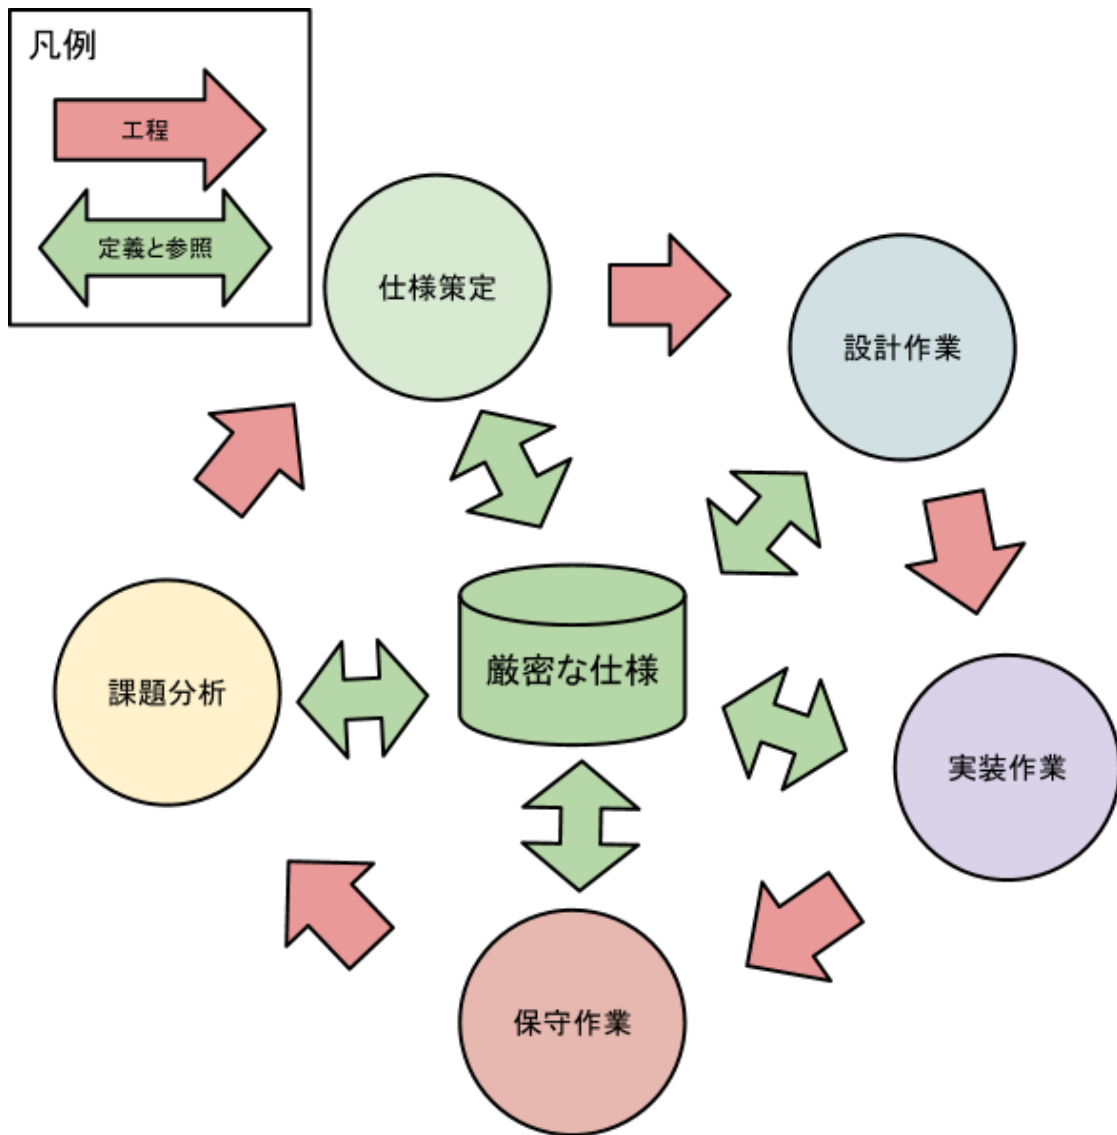 凡例
工程
定義と参照
仕様策定
設計作業
厳密な仕様
課題分析
実装作業
保守作業